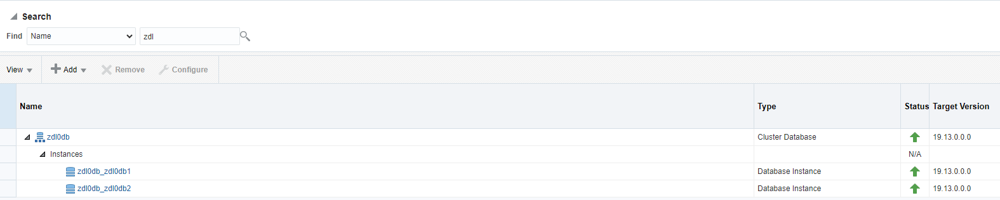 Search
Find Name zdl
View Add Remove Configure
Name Type Status Target Version
zdl0db Cluster Database 19.13.0.0.0
Instances N/A
zdl0db_zdl0db1 Database Instance 19.13.0.0.0
zdl0db_zdl0db2 Database Instance 19.13.0.0.0